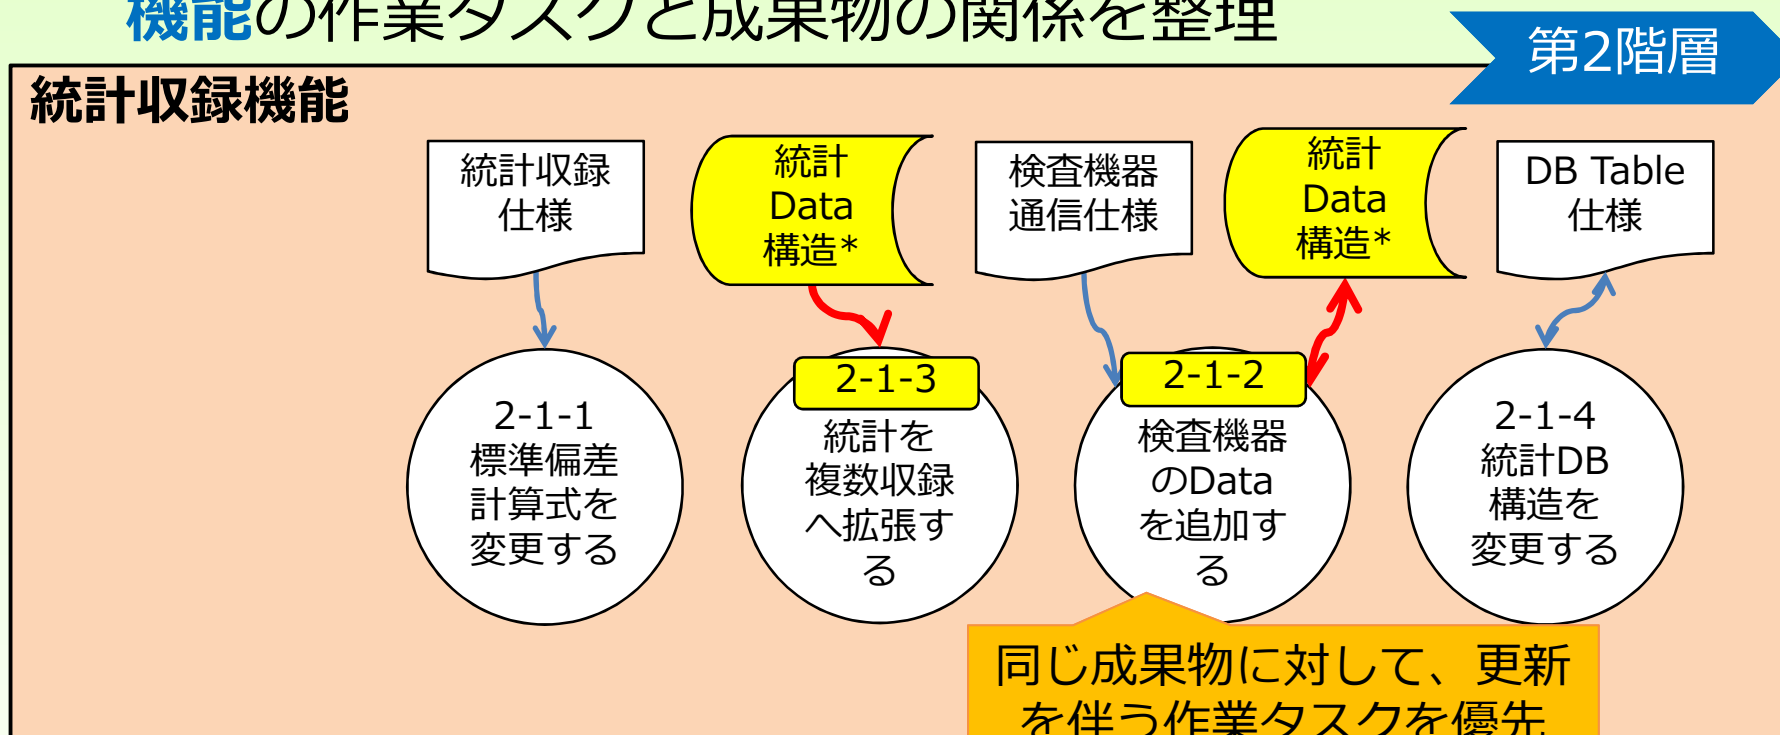 機能の作業タスクと成果物の関係を整理
第2階層
統計収録機能
統計収録
仕様
統計
Data
構造*
検査機器
通信仕様
統計
Data
構造*
DB Table
仕様
2-1-1
標準偏差
計算式を
変更する
2-1-3
統計を
複数収録
へ拡張す
る
2-1-2
検査機器
のData
を追加す
る
2-1-4
統計DB
構造を
変更する
同じ成果物に対して、更新
を伴う作業タスクを優先